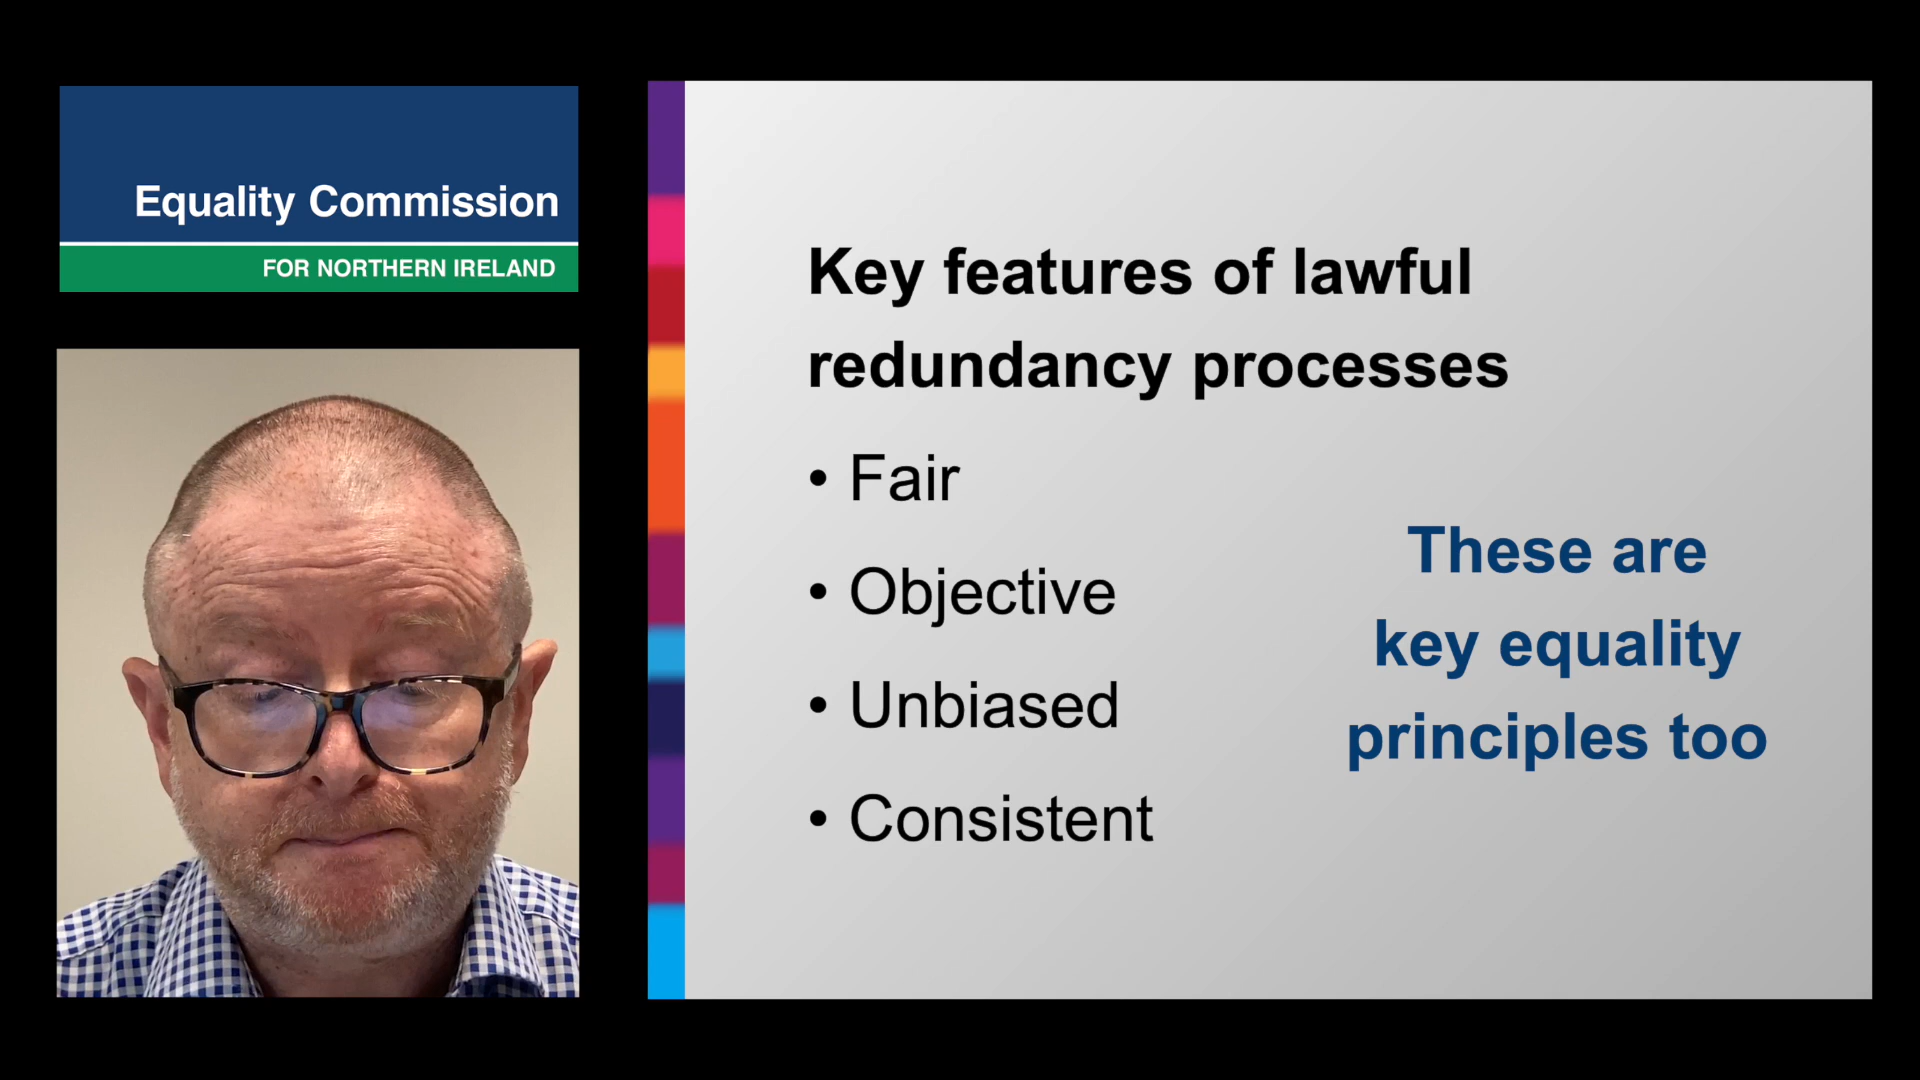 Equality Commission
FOR NORTHERN IRELAND
Key features of lawful
redundancy processes
• Fair
• Objective
• Unbiased
• Consistent
These are
key equality
principles too